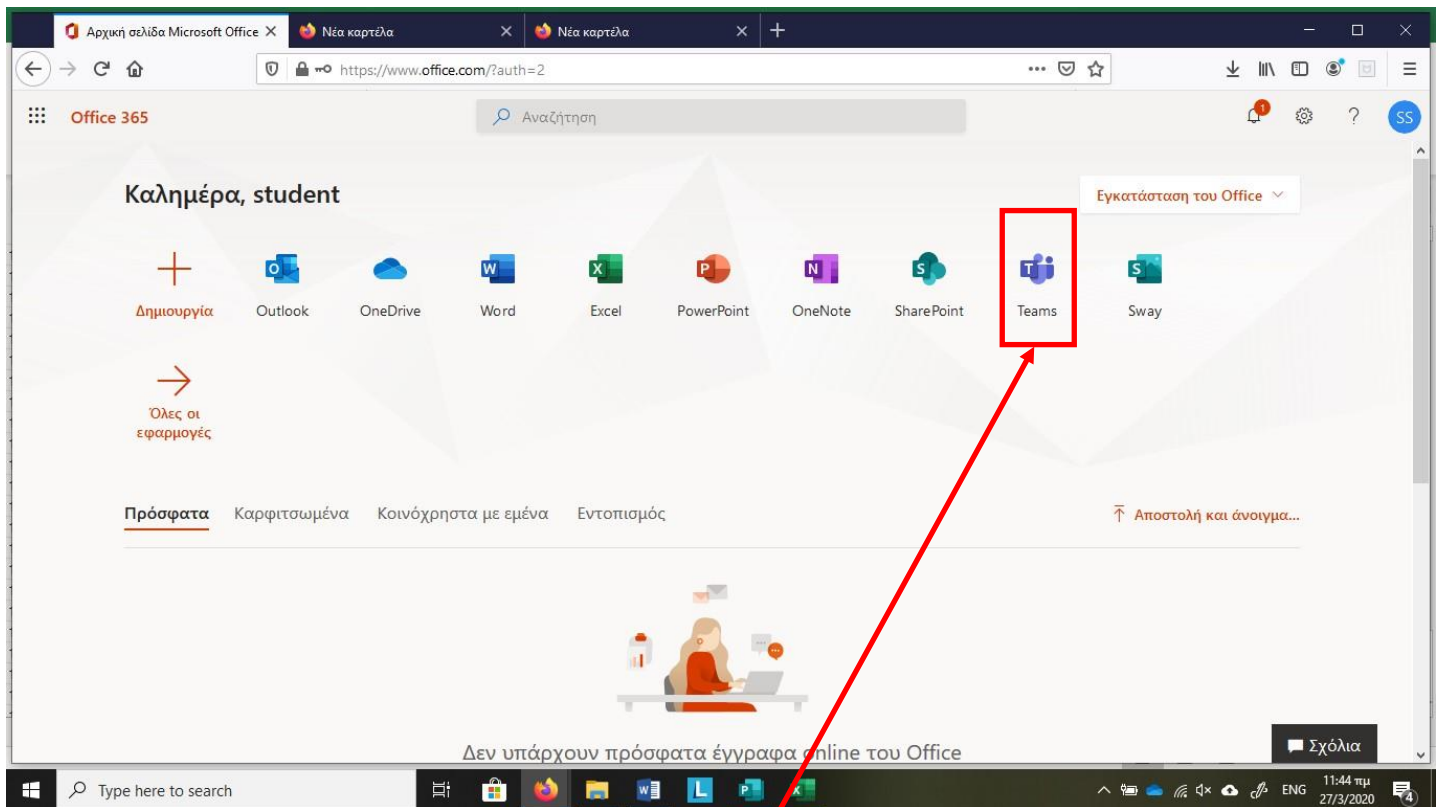 Αρχική σελίδα Microsoft Office
Νέα καρτέλα
Νέα καρτέλα
https://www.office.com/?auth=2
Office 365
Αναζήτηση
1
?
SS
Καλημέρα, student
Εγκατάσταση του Office
Δημιουργία
Outlook
OneDrive
Word
Excel
PowerPoint
OneNote
SharePoint
Teams
Sway
Όλες οι
εφαρμογές
Πρόσφατα
Καρφιτσωμένα
Κοινόχρηστα με εμένα
Εντοπισμός
Αποστολή και άνοιγμα...
Δεν υπάρχουν πρόσφατα έγγραφα online του Office
Σχόλια
Type here to search
ENG
11:44 πμ
27/3/2020
4